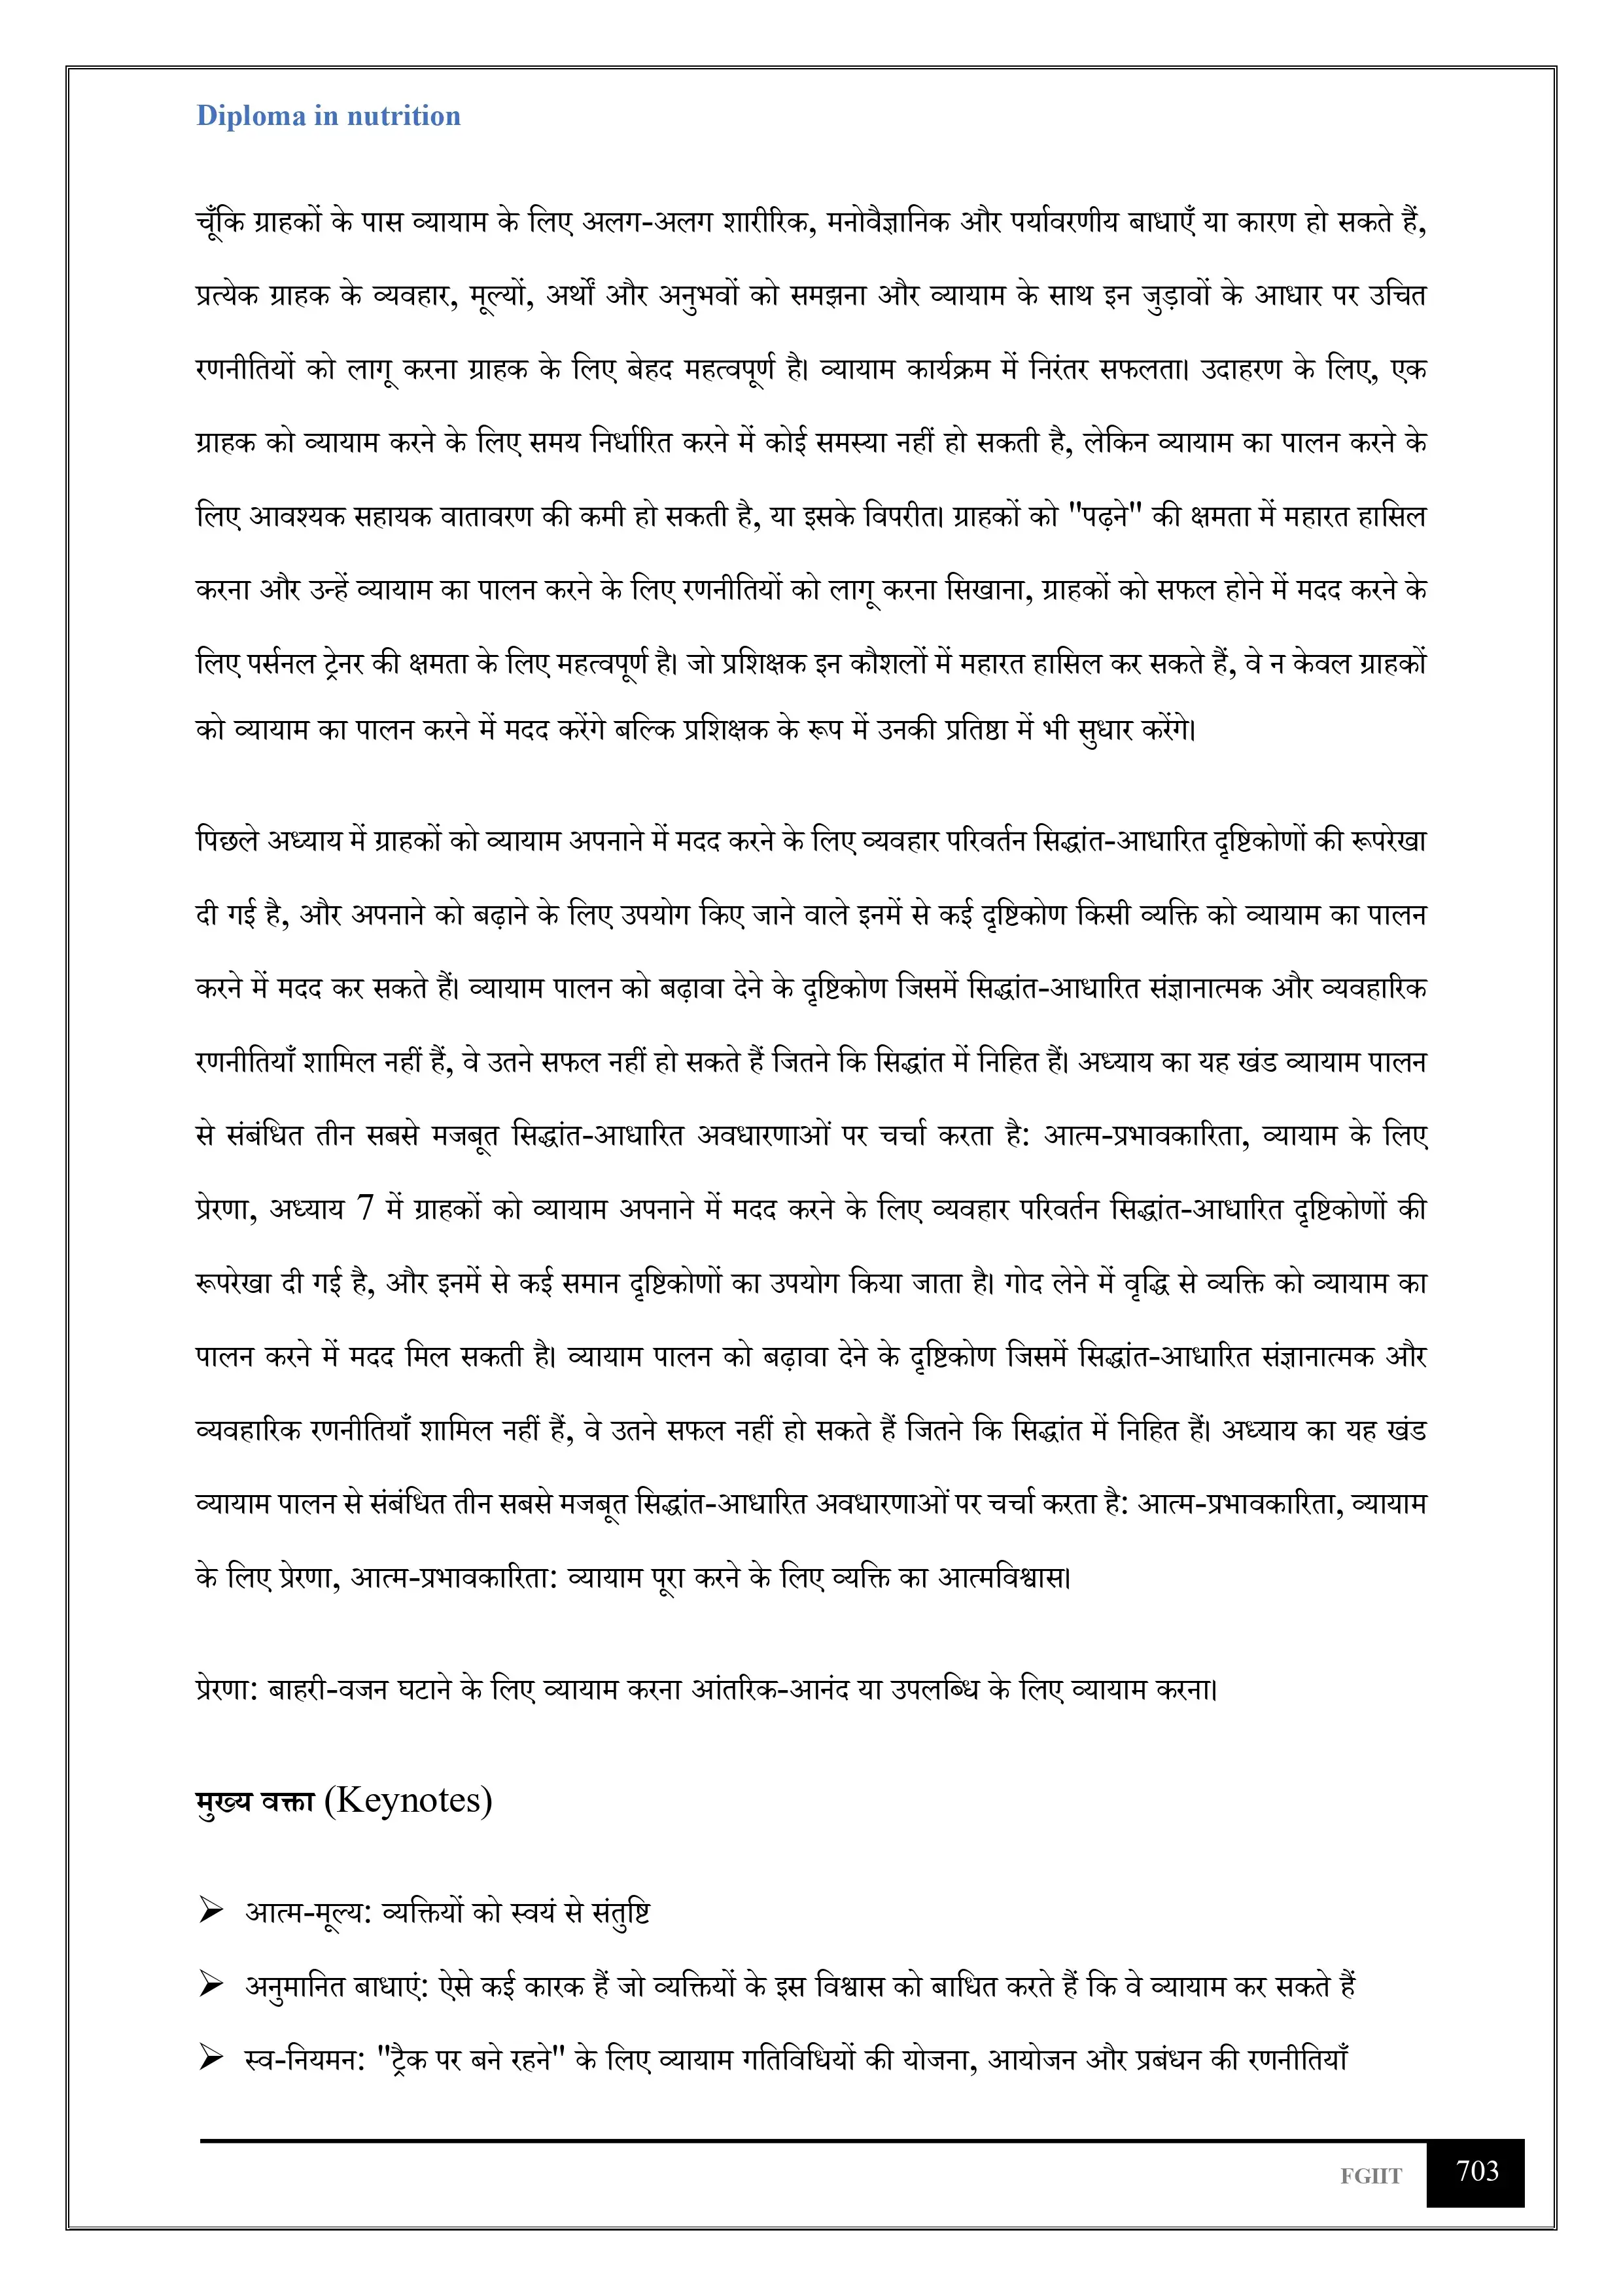 Diploma in nutrition
चूँकि ग्राहकों के पास व्यायाम के लिए अलग-अलग शारीरिक, मनोवैज्ञानिक और पर्यावरणीय बाधाएँ या कारण हो सकते हैं,
प्रत्येक ग्राहक के व्यवहार, मूल्यों, अर्थों और अनुभवों को समझना और व्यायाम के साथ इन जुड़ावों के आधार पर उचित
रणनीतियों को लागू करना ग्राहक के लिए बेहद महत्वपूर्ण है। व्यायाम कार्यक्रम में निरंतर सफलता। उदाहरण के लिए, एक
ग्राहक को व्यायाम करने के लिए समय निर्धारित करने में कोई समस्या नहीं हो सकती है, लेकिन व्यायाम का पालन करने के
लिए आवश्यक सहायक वातावरण की कमी हो सकती है, या इसके विपरीत। ग्राहकों को "पढ़ने" की क्षमता में महारत हासिल
करना और उन्हें व्यायाम का पालन करने के लिए रणनीतियों को लागू करना सिखाना, ग्राहकों को सफल होने में मदद करने के
लिए पर्सनल ट्रेनर की क्षमता के लिए महत्वपूर्ण है। जो प्रशिक्षक इन कौशलों में महारत हासिल कर सकते हैं, वे न केवल ग्राहकों
को व्यायाम का पालन करने में मदद करेंगे बल्कि प्रशिक्षक के रूप में उनकी प्रतिष्ठा में भी सुधार करेंगे।
पिछले अध्याय में ग्राहकों को व्यायाम अपनाने में मदद करने के लिए व्यवहार परिवर्तन सिद्धांत-आधारित दृष्टिकोणों की रूपरेखा
दी गई है, और अपनाने को बढ़ाने के लिए उपयोग किए जाने वाले इनमें से कई दृष्टिकोण किसी व्यक्ति को व्यायाम का पालन
करने में मदद कर सकते हैं। व्यायाम पालन को बढ़ावा देने के दृष्टिकोण जिसमें सिद्धांत-आधारित संज्ञानात्मक और व्यवहारिक
रणनीतियाँ शामिल नहीं हैं, वे उतने सफल नहीं हो सकते हैं जितने कि सिद्धांत में निहित हैं। अध्याय का यह खंड व्यायाम पालन
से संबंधित तीन सबसे मजबूत सिद्धांत-आधारित अवधारणाओं पर चर्चा करता है: आत्म-प्रभावकारिता, व्यायाम के लिए
प्रेरणा, अध्याय 7 में ग्राहकों को व्यायाम अपनाने में मदद करने के लिए व्यवहार परिवर्तन सिद्धांत-आधारित दृष्टिकोणों की
रूपरेखा दी गई है, और इनमें से कई समान दृष्टिकोणों का उपयोग किया जाता है। गोद लेने में वृद्धि से व्यक्ति को व्यायाम का
पालन करने में मदद मिल सकती है। व्यायाम पालन को बढ़ावा देने के दृष्टिकोण जिसमें सिद्धांत-आधारित संज्ञानात्मक और
व्यवहारिक रणनीतियाँ शामिल नहीं हैं, वे उतने सफल नहीं हो सकते हैं जितने कि सिद्धांत में निहित हैं। अध्याय का यह खंड
व्यायाम पालन से संबंधित तीन सबसे मजबूत सिद्धांत-आधारित अवधारणाओं पर चर्चा करता है: आत्म-प्रभावकारिता, व्यायाम
के लिए प्रेरणा, आत्म-प्रभावकारिता: व्यायाम पूरा करने के लिए व्यक्ति का आत्मविश्वास।
प्रेरणा: बाहरी-वजन घटाने के लिए व्यायाम करना आंतरिक-आनंद या उपलब्धि के लिए व्यायाम करना।
मुख्य वक्ता (Keynotes)
➢ आत्म-मूल्य: व्यक्तियों को स्वयं से संतुष्टि
➢ अनुमानित बाधाएं: ऐसे कई कारक हैं जो व्यक्तियों के इस विश्वास को बाधित करते हैं कि वे व्यायाम कर सकते हैं
➢ स्व-नियमन: "ट्रैक पर बने रहने" के लिए व्यायाम गतिविधियों की योजना, आयोजन और प्रबंधन की रणनीतियाँ
FGIIT 703